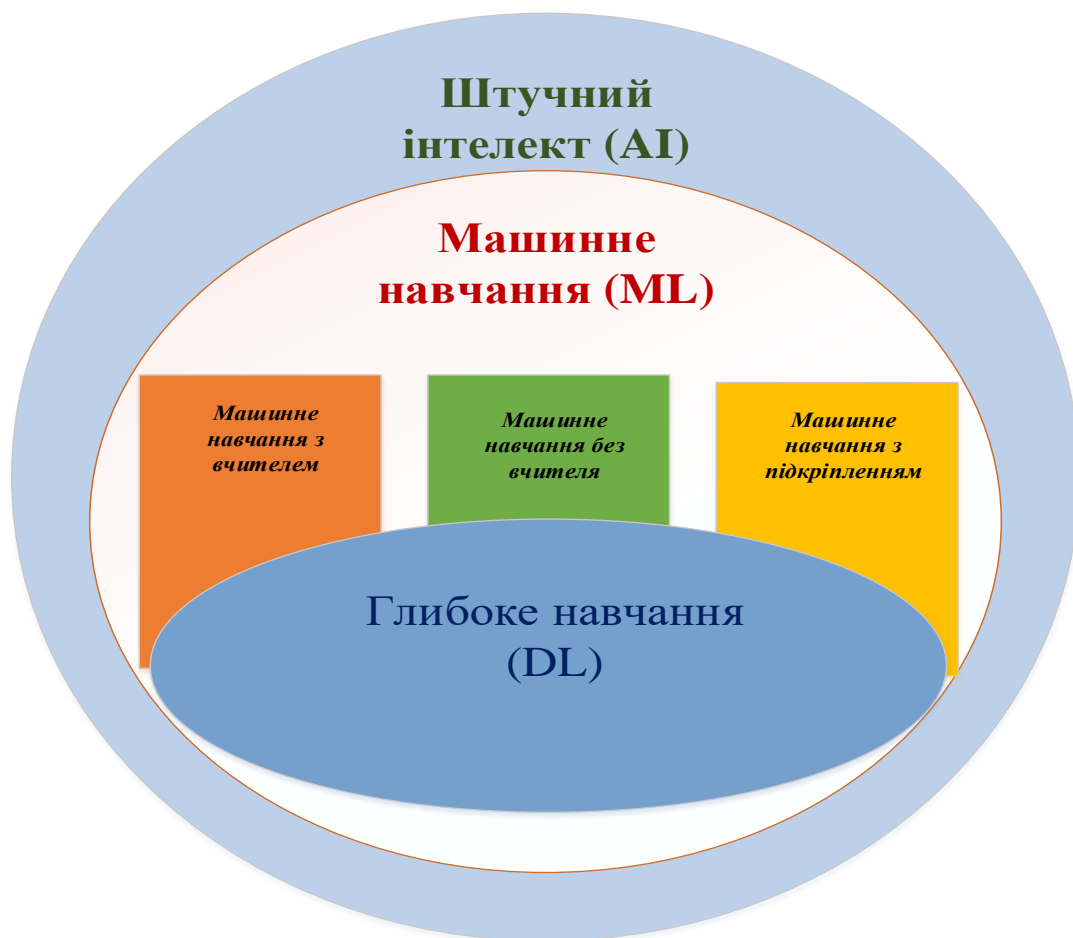 Штучний
інтелект (AI)
Машинне
навчання (ML)
Машинне
навчання з
вчителем
Машинне
навчання без
вчителя
Машинне
навчання з
підкріпленням
Глибоке навчання
(DL)